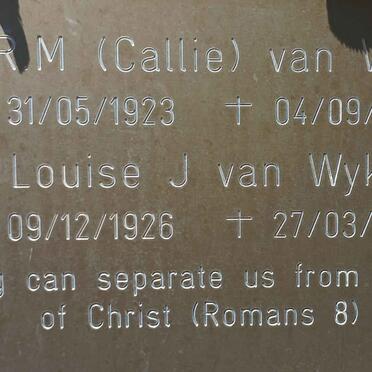 RM (Callie) van
31/05/1923 † 04/09/
Louise J van Wyk
09/12/1926 † 27/03/
can separate us from
of Christ (Romans 8)